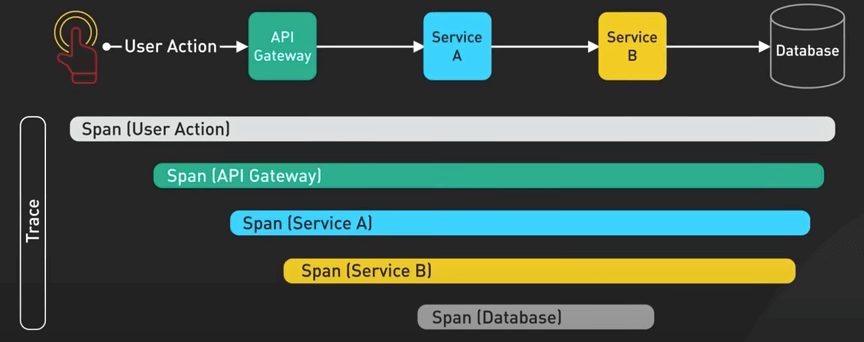 User Action
API
Gateway
Service
A
Service
B
Database
Trace
Span (User Action)
Span (API Gateway)
Span (Service A)
Span (Service B)
Span (Database)